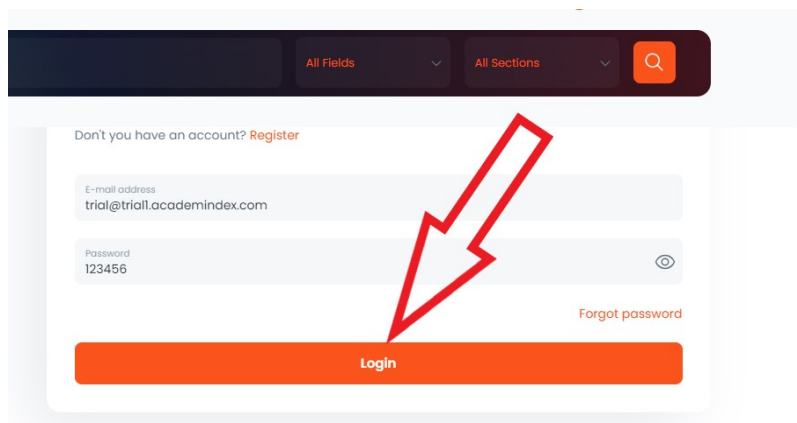 All Fields
All Sections
Don't you have an account? Register
E-mail address
trial@trial1.academindex.com
Password
123456
Forgot password
Login